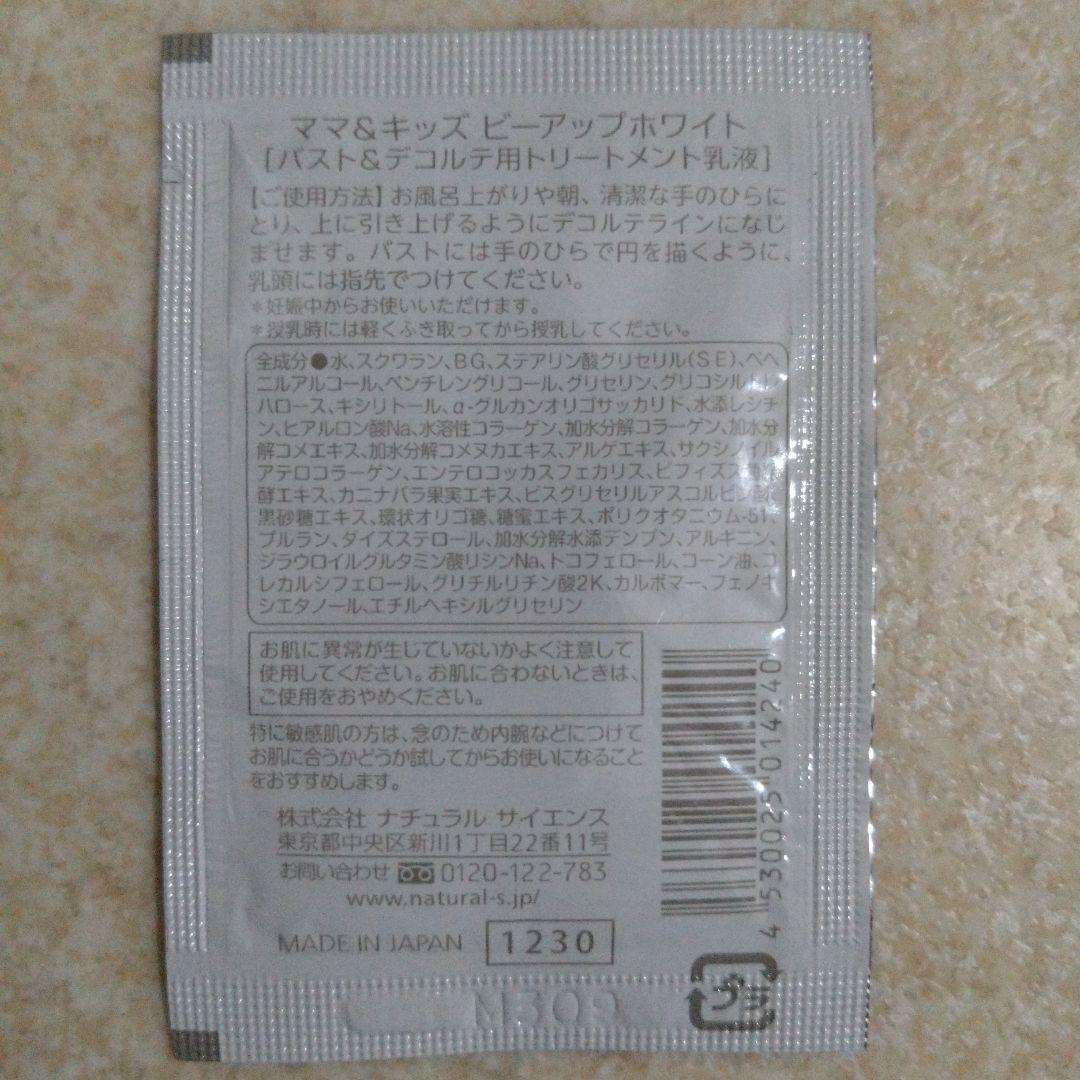 ママ&キッズ ビーアップホワイト
[バスト&デコルテ用トリートメント乳液]
【ご使用方法】お風呂上がりや朝、清潔な手のひらに
とり、上に引き上げるようにデコルテラインになじ
ませます。バストには手のひらで円を描くように、
乳頭には指先でつけてください。
*妊娠中からお使いいただけます。
*授乳時には軽くふき取ってから授乳してください。
全成分●水、スクワラン、BG、ステアリン酸グリセリル(SE)、ベヘ
ニルアルコール、ペンチレングリコール、グリセリン、グリコシルトレ
ハロース、キシリトール、α-グルカンオリゴサッカリド、水添レシチ
ン、ヒアルロン酸Na、水溶性コラーゲン、加水分解コラーゲン、加水分
解コメエキス、加水分解コメヌカエキス、アルゲエキス、サクシノイル
アテロコラーゲン、エンテロコッカスフェカリス、ビフィズス
酵エキス、カニナバラ果実エキス、ビスグリセリルアスコルビン酸、
黒砂糖エキス、環状オリゴ糖、糖蜜エキス、ポリクオタニウム-51、
プルラン、ダイズステロール、加水分解水添デンプン、アルギニン、
ジラウロイルグルタミン酸リシンNa、トコフェロール、コーン油、コ
レカルシフェロール、グリチルリチン酸2K、カルボマー、フェノキ
シエタノール、エチルヘキシルグリセリン
お肌に異常が生じていないかよく注意して
使用してください。お肌に合わないときは、
ご使用をおやめください。
特に敏感肌の方は、念のため内腕などにつけて
お肌に合うかどうか試してからお使いになること
をおすすめします。
株式会社 ナチュラル サイエンス
東京都中央区新川1丁目22番11号
お問い合わせ 0120-122-783
www.natural-s.jp/
MADE IN JAPAN 1230
4 530025 014240
プラ